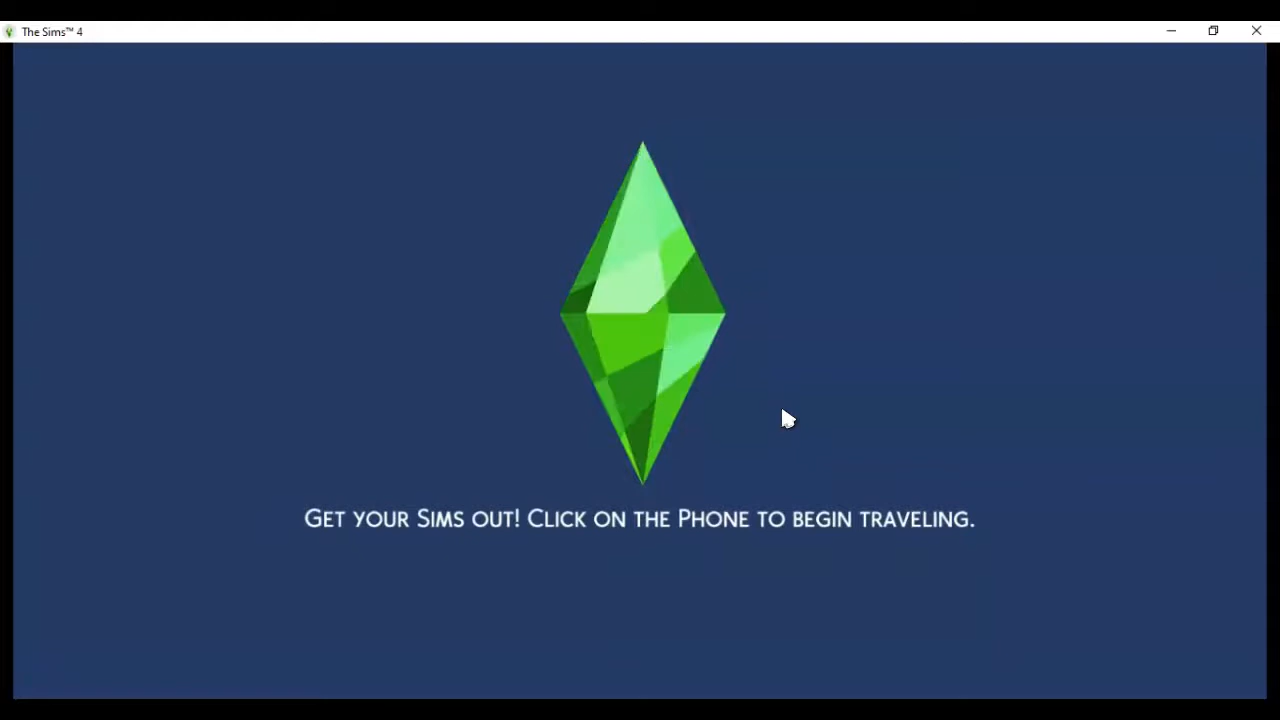 The Sims™ 4
Get your Sims out! Click on the Phone to begin traveling.